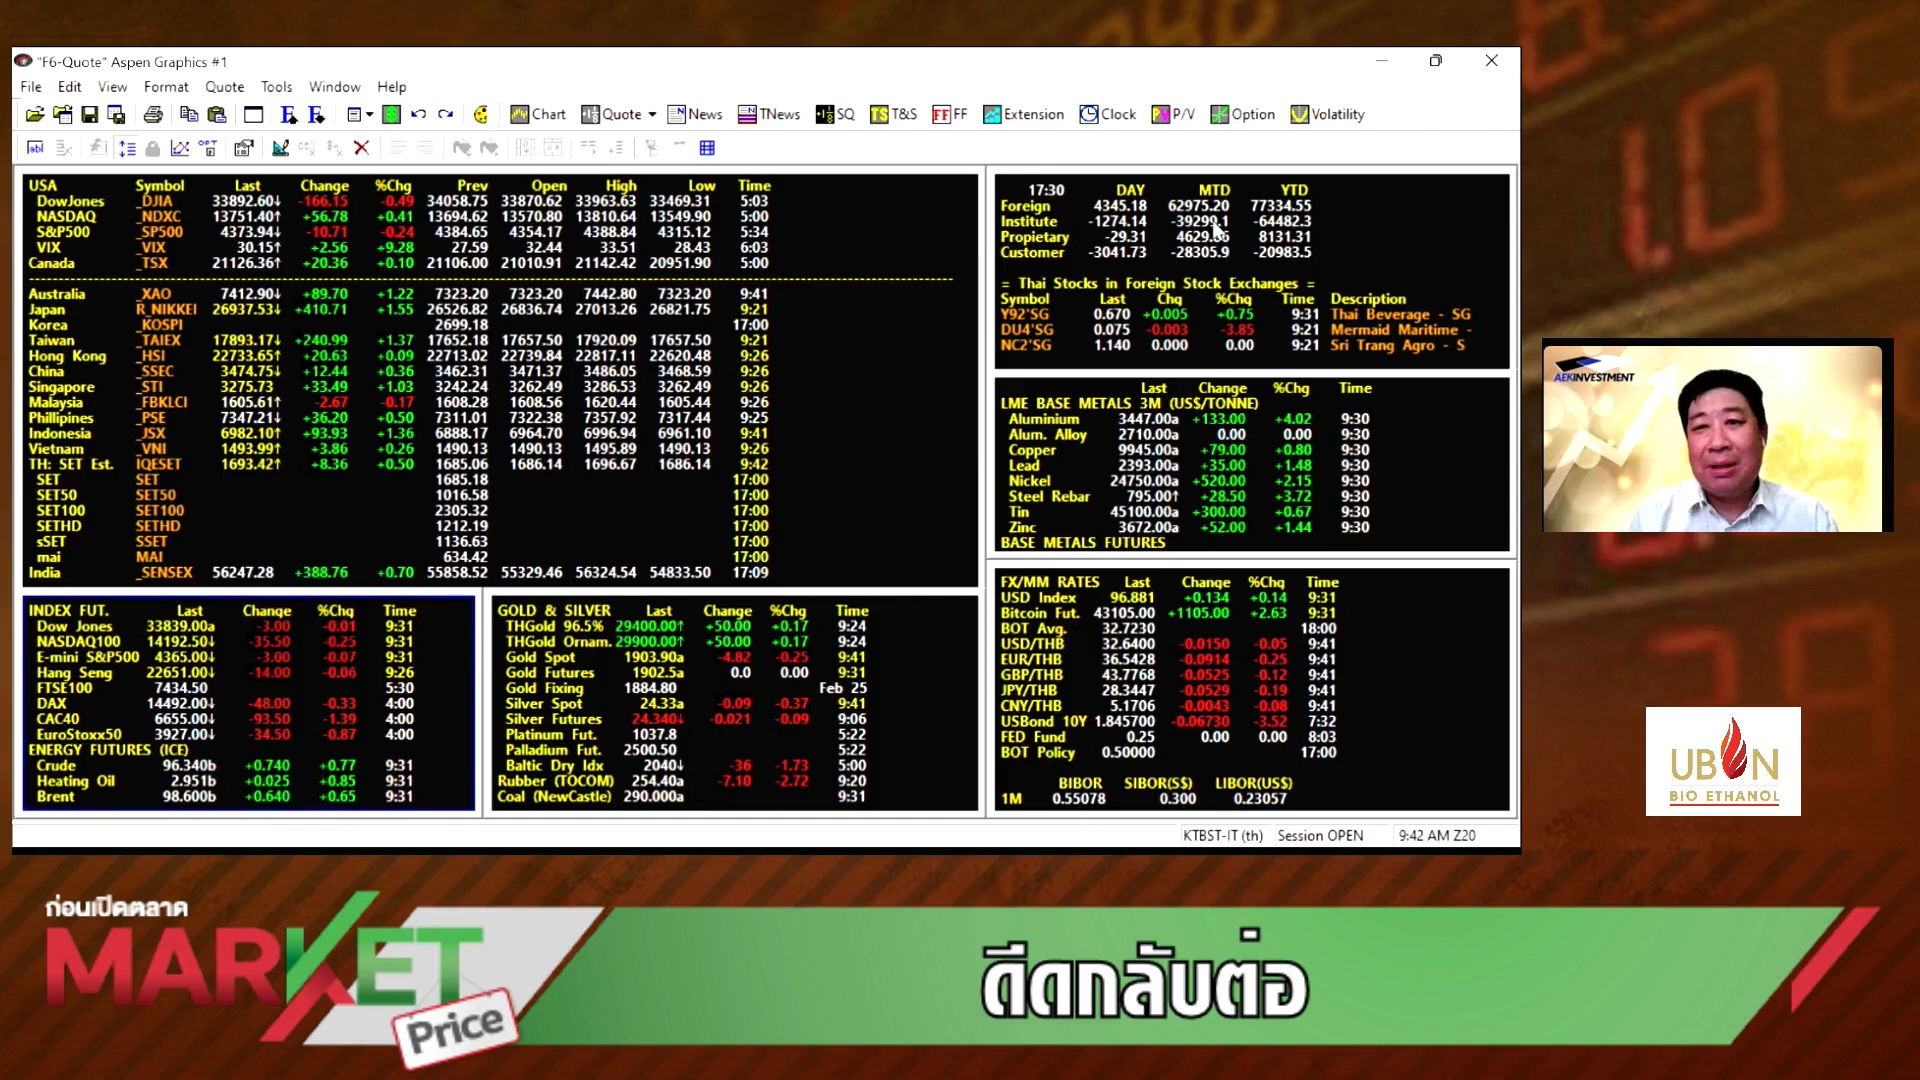 "F6-Quote" Aspen Graphics #1
File Edit View Format Quote Tools Window Help
Chart Quote News TNews SQ T&S FF Extension Clock P/V Option Volatility
USA Symbol Last Change %Chg Prev Open High Low Time
DowJones _DJIA 33892.60↓ -166.15 -0.49 34058.75 33870.62 33963.63 33469.31 5:03
NASDAQ _NDXC 13751.40↑ +56.78 +0.41 13694.62 13570.80 13810.64 13549.90 5:00
S&P500 _SP500 4373.94↓ -10.71 -0.24 4384.65 4354.17 4388.84 4315.12 5:34
VIX _VIX 30.15↑ +2.56 +9.28 27.59 32.44 33.51 28.43 6:03
Canada _TSX 21126.36↑ +20.36 +0.10 21106.00 21010.91 21142.42 20951.90 5:00
Australia _XAO 7412.90↓ +89.70 +1.22 7323.20 7323.20 7442.80 7323.20 9:41
Japan R_NIKKEI 26937.53↓ +410.71 +1.55 26526.82 26836.74 27013.26 26821.75 9:21
Korea _KOSPI 2699.18 17:00
Taiwan _TAIEX 17893.17↓ +240.99 +1.37 17652.18 17657.50 17920.09 17657.50 9:21
Hong Kong _HSI 22733.65↑ +20.63 +0.09 22713.02 22739.84 22817.11 22620.48 9:26
China _SSEC 3474.75↓ +12.44 +0.36 3462.31 3471.37 3486.05 3468.59 9:26
Singapore _STI 3275.73 +33.49 +1.03 3242.24 3262.49 3286.53 3262.49 9:26
Malaysia _FBKLCI 1605.61↑ -2.67 -0.17 1608.28 1608.56 1620.44 1605.44 9:26
Phillipines _PSE 7347.21↓ +36.20 +0.50 7311.01 7322.38 7357.92 7317.44 9:25
Indonesia _JSX 6982.10↑ +93.93 +1.36 6888.17 6964.70 6996.94 6961.10 9:41
Vietnam _VNI 1493.99↑ +3.86 +0.26 1490.13 1490.13 1495.89 1490.13 9:26
TH: SET Est. IQESET 1693.42↑ +8.36 +0.50 1685.06 1686.14 1696.67 1686.14 9:42
SET SET 1685.18 17:00
SET50 SET50 1016.58 17:00
SET100 SET100 2305.32 17:00
SETHD SETHD 1212.19 17:00
sSET SSET 1136.63 17:00
mai MAI 634.42 17:00
India _SENSEX 56247.28 +388.76 +0.70 55858.52 55329.46 56324.54 54833.50 17:09
17:30 DAY MTD YTD
Foreign 4345.18 62975.20 77334.55
Institute -1274.14 -39299.1 -64482.3
Propietary -29.31 4629.66 8131.31
Customer -3041.73 -28305.9 -20983.5
= Thai Stocks in Foreign Stock Exchanges =
Symbol Last Chg %Chg Time Description
Y92'SG 0.670 +0.005 +0.75 9:31 Thai Beverage - SG
DU4'SG 0.075 -0.003 -3.85 9:21 Mermaid Maritime -
NC2'SG 1.140 0.000 0.00 9:21 Sri Trang Agro - S
Last Change %Chg Time
LME BASE METALS 3M (US$/TONNE)
Aluminium 3447.00a +133.00 +4.02 9:30
Alum. Alloy 2710.00a 0.00 0.00 9:30
Copper 9945.00a +79.00 +0.80 9:30
Lead 2393.00a +35.00 +1.48 9:30
Nickel 24750.00a +520.00 +2.15 9:30
Steel Rebar 795.00↑ +28.50 +3.72 9:30
Tin 45100.00a +300.00 +0.67 9:30
Zinc 3672.00a +52.00 +1.44 9:30
BASE METALS FUTURES
INDEX FUT. Last Change %Chg Time
Dow Jones 33839.00a -3.00 -0.01 9:31
NASDAQ100 14192.50↓ -35.50 -0.25 9:31
E-mini S&P500 4365.00↓ -3.00 -0.07 9:31
Hang Seng 22651.00↓ -14.00 -0.06 9:26
FTSE100 7434.50 5:30
DAX 14492.00↓ -48.00 -0.33 4:00
CAC40 6655.00↓ -93.50 -1.39 4:00
EuroStoxx50 3927.00↓ -34.50 -0.87 4:00
ENERGY FUTURES (ICE)
Crude 96.340b +0.740 +0.77 9:31
Heating Oil 2.951b +0.025 +0.85 9:31
Brent 98.600b +0.640 +0.65 9:31
GOLD & SILVER Last Change %Chg Time
THGold 96.5% 29400.00↑ +50.00 +0.17 9:24
THGold Ornam. 29900.00↑ +50.00 +0.17 9:24
Gold Spot 1903.90a -4.82 -0.25 9:41
Gold Futures 1902.5a 0.0 0.00 9:31
Gold Fixing 1884.80 Feb 25
Silver Spot 24.33a -0.09 -0.37 9:41
Silver Futures 24.340↓ -0.021 -0.09 9:06
Platinum Fut. 1037.8 5:22
Palladium Fut. 2500.50 5:22
Baltic Dry Idx 2040↓ -36 -1.73 5:00
Rubber (TOCOM) 254.40a -7.10 -2.72 9:20
Coal (NewCastle) 290.000a 9:31
FX/MM RATES Last Change %Chg Time
USD Index 96.881 +0.134 +0.14 9:31
Bitcoin Fut. 43105.00 +1105.00 +2.63 9:31
BOT Avg. 32.7230 18:00
USD/THB 32.6400 -0.0150 -0.05 9:41
EUR/THB 36.5428 -0.0914 -0.25 9:41
GBP/THB 43.7768 -0.0525 -0.12 9:41
JPY/THB 28.3447 -0.0529 -0.19 9:41
CNY/THB 5.1706 -0.0043 -0.08 9:41
USBond 10Y 1.845700 -0.06730 -3.52 7:32
FED Fund 0.25 0.00 0.00 8:03
BOT Policy 0.50000 17:00
BIBOR SIBOR(S$) LIBOR(US$)
1M 0.55078 0.300 0.23057
KTBST-IT (th) Session OPEN 9:42 AM Z20
AEKINVESTMENT
UBON
BIO ETHANOL
ก่อนเปิดตลาด
MARKET
Price
ดีดกลับต่อ